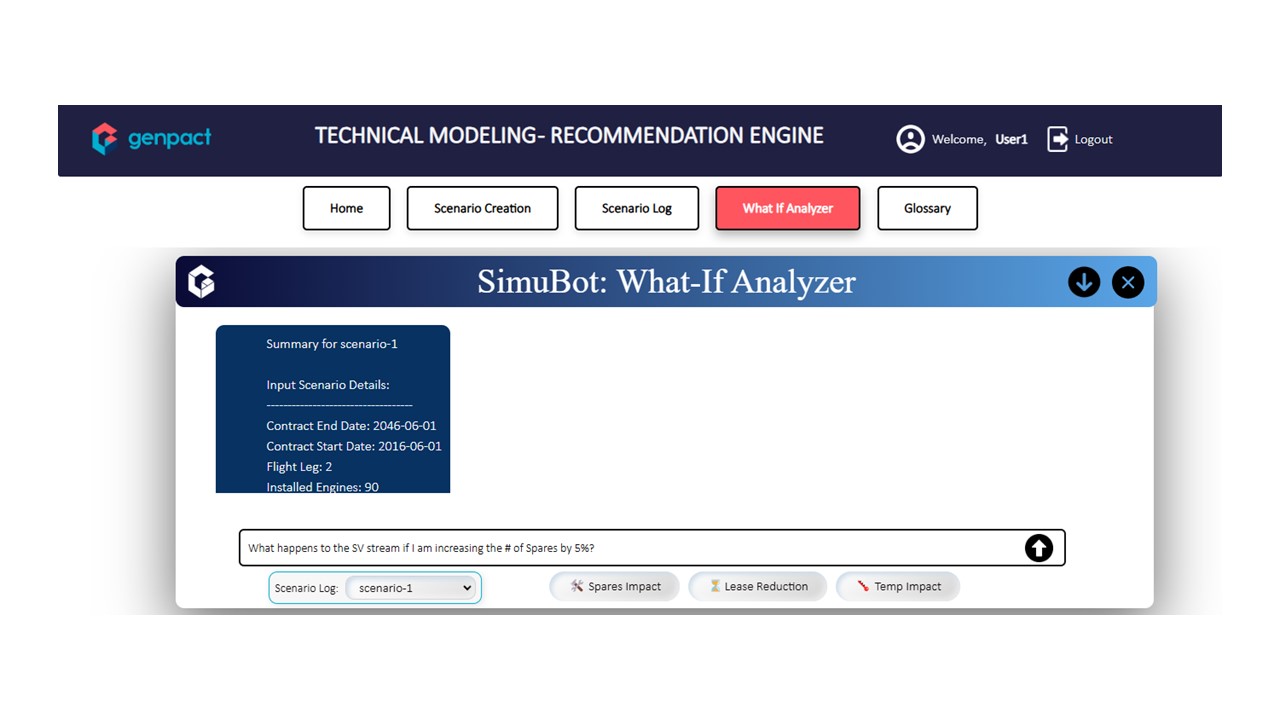 genpact
TECHNICAL MODELING- RECOMMENDATION ENGINE
Welcome, User1
Logout
Home
Scenario Creation
Scenario Log
What If Analyzer
Glossary
SimuBot: What-If Analyzer
Summary for scenario-1
Input Scenario Details:
-----------------------------------
Contract End Date: 2046-06-01
Contract Start Date: 2016-06-01
Flight Leg: 2
Installed Engines: 90
What happens to the SV stream if I am increasing the # of Spares by 5%?
Scenario Log: scenario-1
Spares Impact
Lease Reduction
Temp Impact